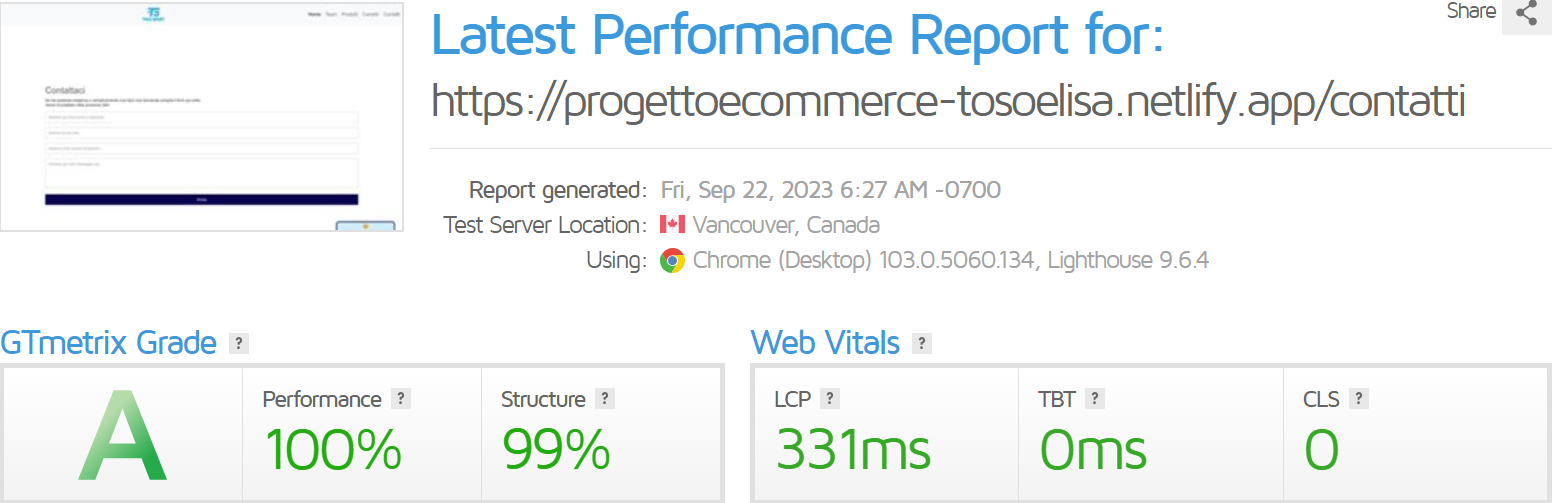 Share
Latest Performance Report for:
https://progettoecommerce-tosoelisa.netlify.app/contatti
Home Team Prodotti Carrello Contatti
Contattaci
Report generated: Fri, Sep 22, 2023 6:27 AM -0700
Test Server Location: Vancouver, Canada
Using: Chrome (Desktop) 103.0.5060.134, Lighthouse 9.6.4
GTmetrix Grade ?
Web Vitals ?
A
Performance ?
100%
Structure ?
99%
LCP ?
331ms
TBT ?
0ms
CLS ?
0